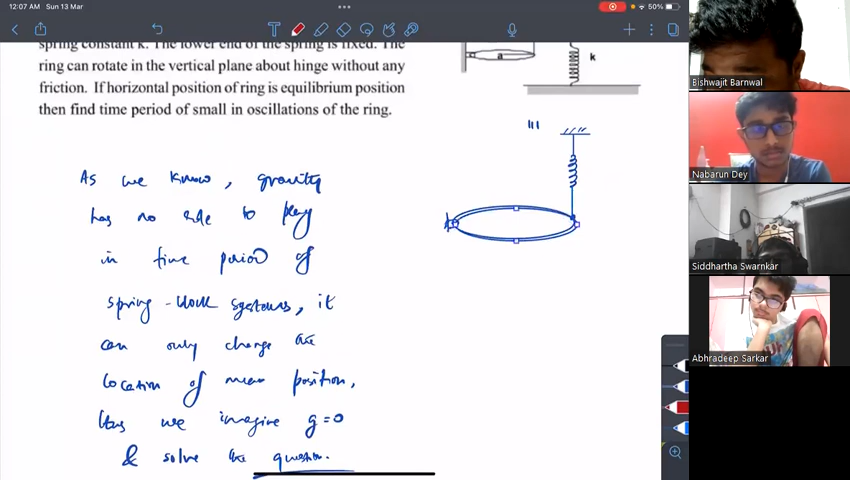 12:07 AM Sun 13 Mar
50%
spring constant k. The lower end of the spring is fixed. The
ring can rotate in the vertical plane about hinge without any
friction. If horizontal position of ring is equilibrium position
then find time period of small in oscillations of the ring.
a
k
As we know, gravity
has no role to play
in time period of
spring-block systems, it
can only change the
location of mean position,
thus we imagine g=0
& solve the question.
Bishwajit Barnwal
Nabarun Dey
Siddhartha Swarnkar
Abhradeep Sarkar